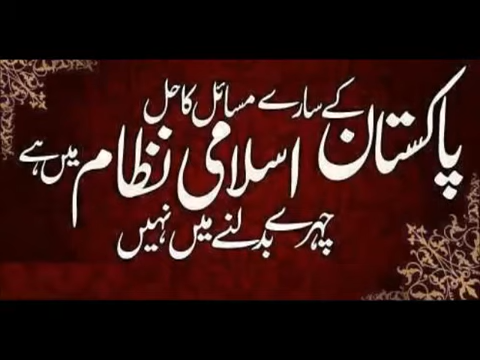 پاکستان کے سارے مسائل کا حل
اسلامی نظام میں ہے
چہرے بدلنے میں نہیں